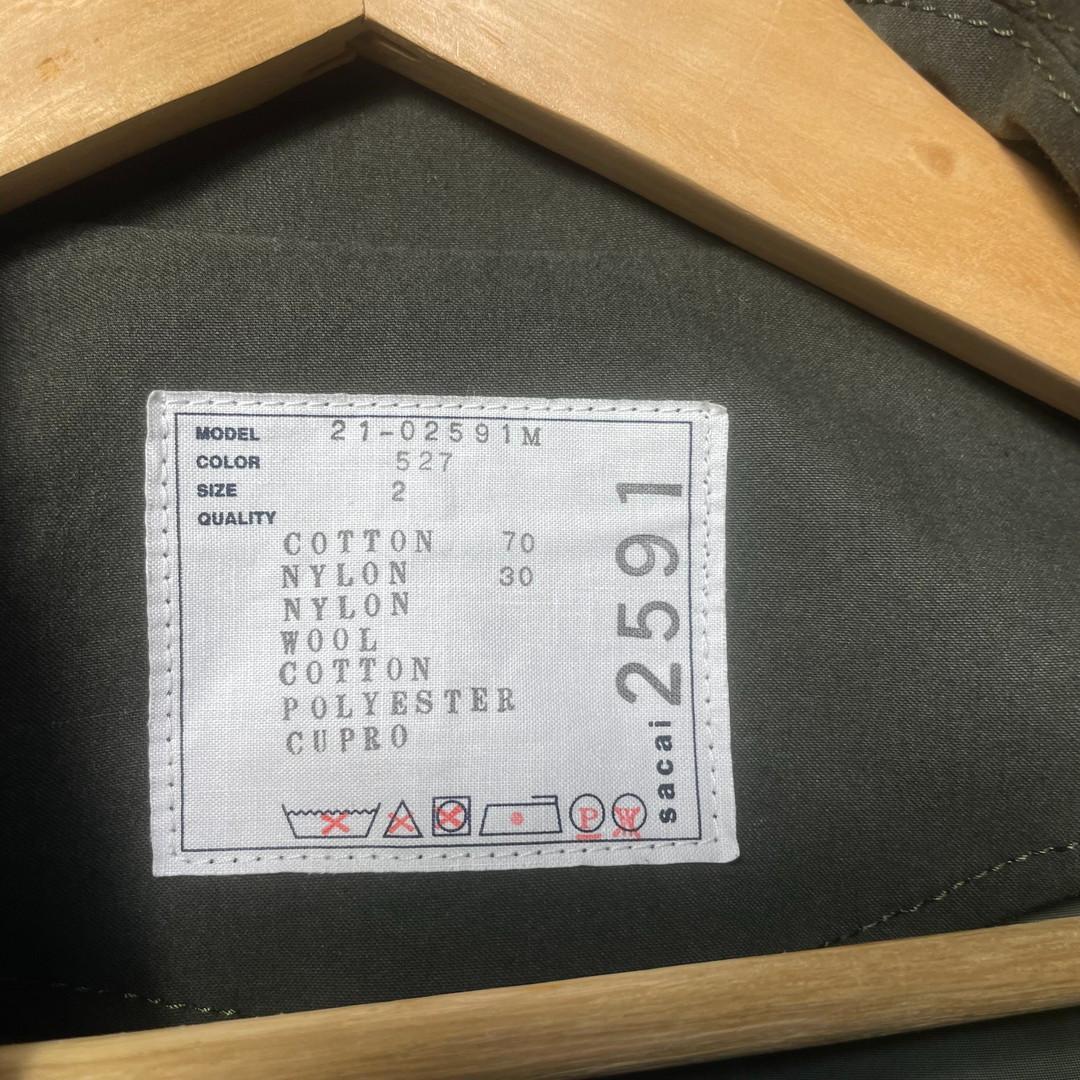 MODEL 21-02591M
COLOR 527
SIZE 2
QUALITY
COTTON 70
NYLON 30
NYLON
WOOL
COTTON
POLYESTER
CUPRO
P W
sacai 2591